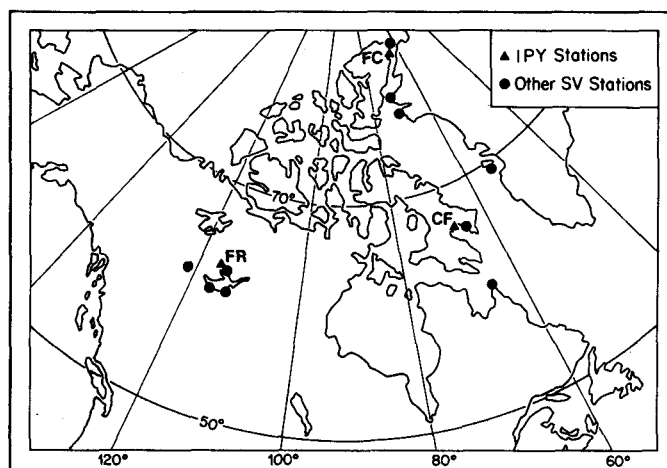 ▲ IPY Stations
● Other SV Stations
FC
70°
CF
FR
50°
120°
100°
80°
60°